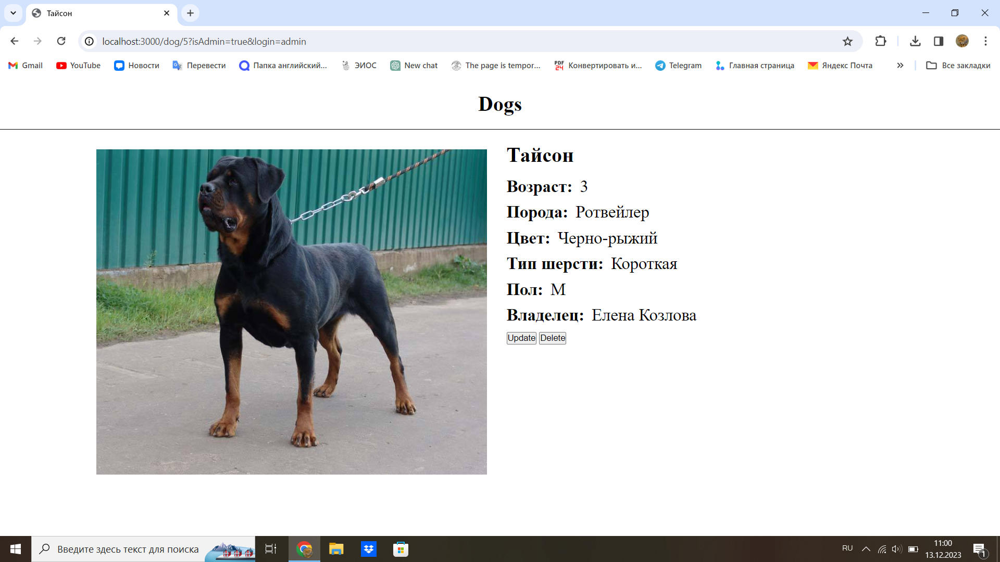 Тайсон
localhost:3000/dog/5?isAdmin=true&login=admin
Gmail YouTube Новости Перевести Папка английский... ЭИОС New chat The page is tempor... PDF 24 Конвертировать и... Telegram Главная страница Яндекс Почта » Все закладки
Dogs
Тайсон
Возраст: 3
Порода: Ротвейлер
Цвет: Черно-рыжий
Тип шерсти: Короткая
Пол: М
Владелец: Елена Козлова
Update Delete
Введите здесь текст для поиска
RU
11:00
13.12.2023
1